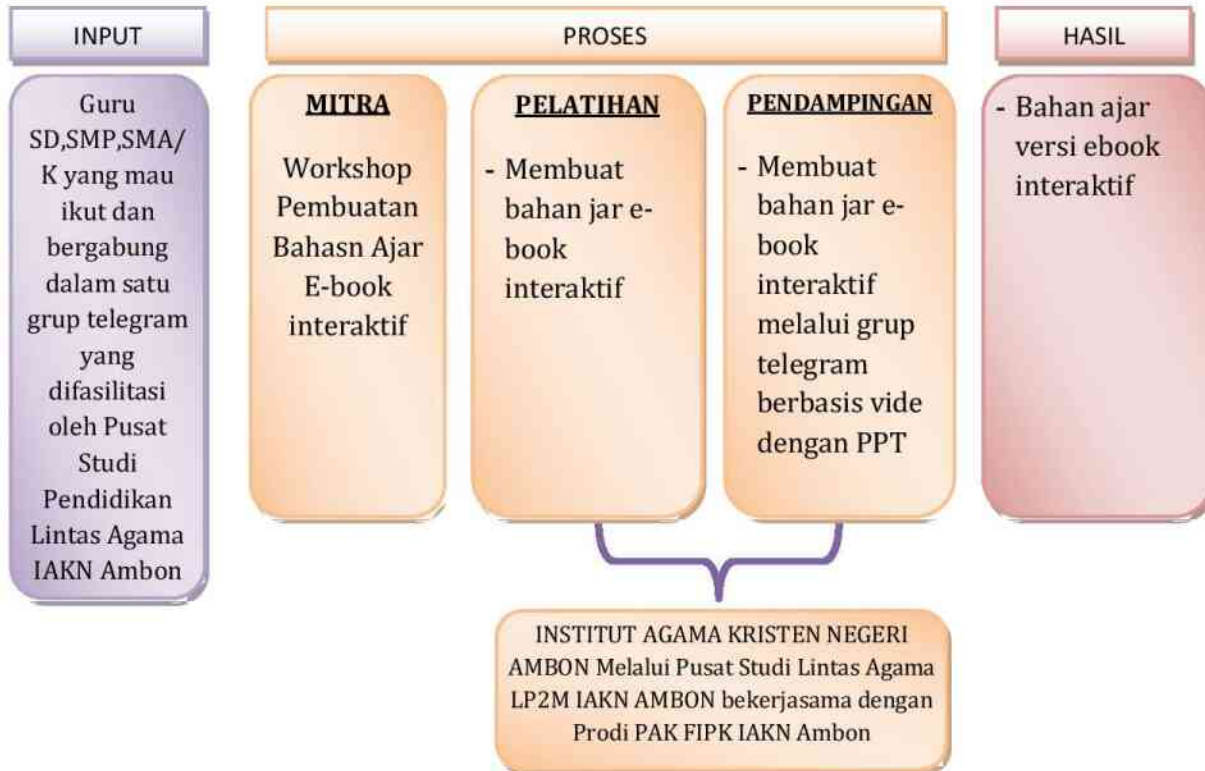 INPUT
PROSES
HASIL
Guru
SD,SMP,SMA/
K yang mau
ikut dan
bergabung
dalam satu
grup telegram
yang
difasilitasi
oleh Pusat
Studi
Pendidikan
Lintas Agama
IAKN Ambon
MITRA
Workshop
Pembuatan
Bahasn Ajar
E-book
interaktif
PELATIHAN
- Membuat
bahan jar e-
book
interaktif
PENDAMPINGAN
- Membuat
bahan jar e-
book
interaktif
melalui grup
telegram
berbasis vide
dengan PPT
- Bahan ajar
versi ebook
interaktif
INSTITUT AGAMA KRISTEN NEGERI
AMBON Melalui Pusat Studi Lintas Agama
LP2M IAKN AMBON bekerjasama dengan
Prodi PAK FIPK IAKN Ambon